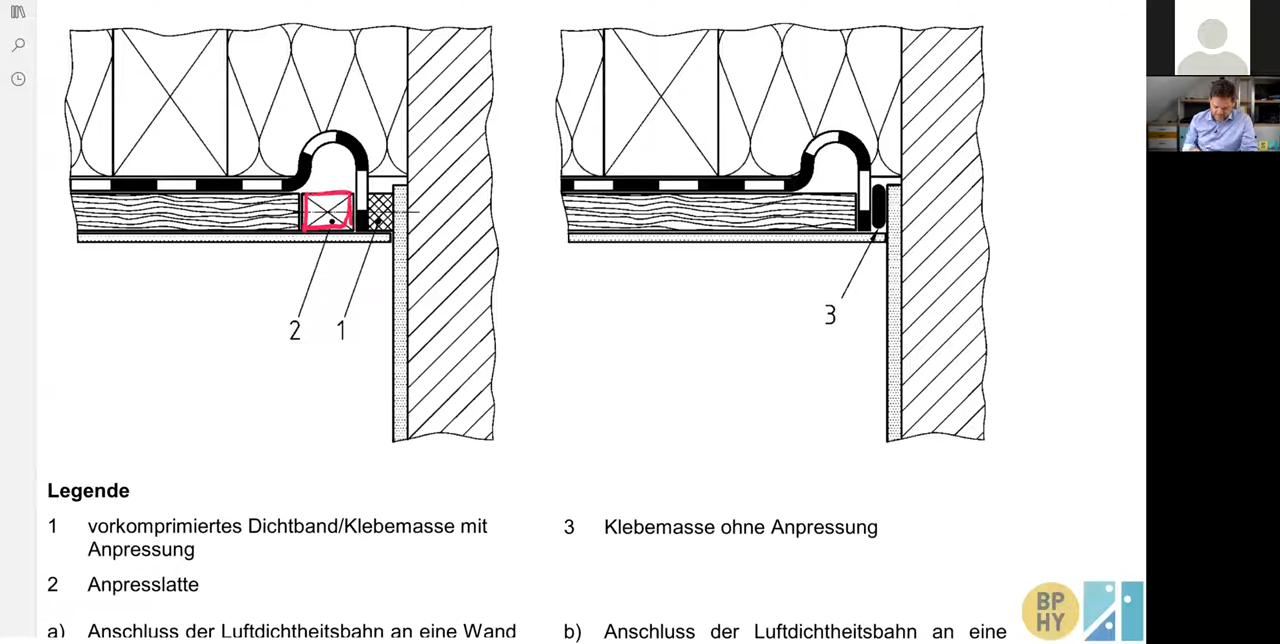 2 1
3
Legende
1 vorkomprimiertes Dichtband/Klebemasse mit
Anpressung
2 Anpresslatte
a) Anschluss der Luftdichtheitsbahn an eine Wand
3 Klebemasse ohne Anpressung
b) Anschluss der Luftdichtheitsbahn an eine
BP
HY